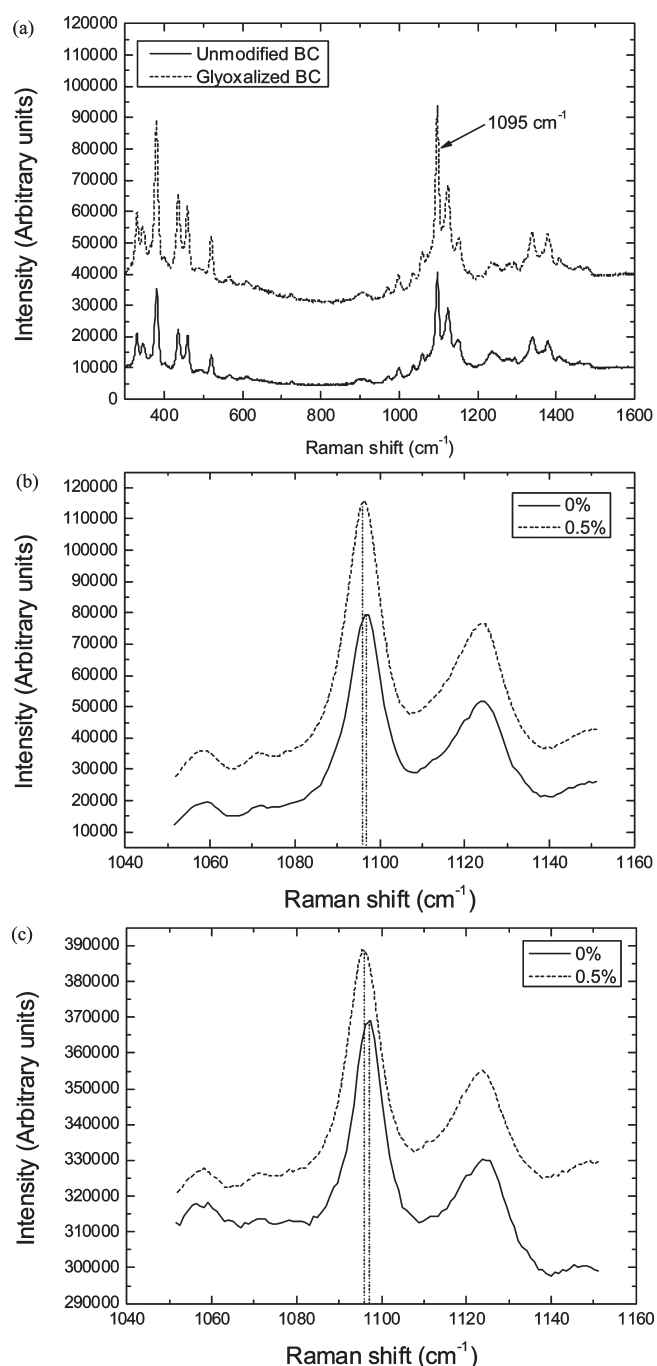 (a)
120000
110000
100000
90000
80000
70000
60000
50000
40000
30000
20000
10000
0
Intensity (Arbitrary units)
Unmodified BC
Glyoxalized BC
1095 cm⁻¹
400 600 800 1000 1200 1400 1600
Raman shift (cm⁻¹)
(b)
120000
110000
100000
90000
80000
70000
60000
50000
40000
30000
20000
10000
Intensity (Arbitrary units)
0%
0.5%
1040 1060 1080 1100 1120 1140 1160
Raman shift (cm⁻¹)
(c)
390000
380000
370000
360000
350000
340000
330000
320000
310000
300000
290000
Intensity (Arbitrary units)
0%
0.5%
1040 1060 1080 1100 1120 1140 1160
Raman shift (cm⁻¹)